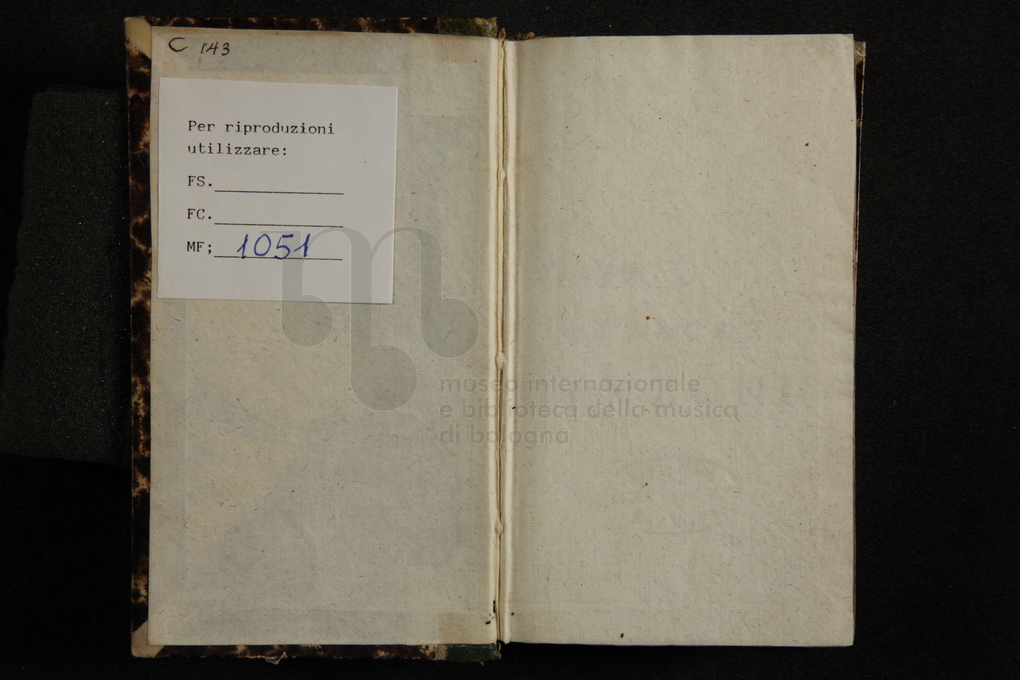 C 143
Per riproduzioni
utilizzare:
FS.
FC.
MF; 1051
museo internazionale
e biblioteca della musica
di bologna